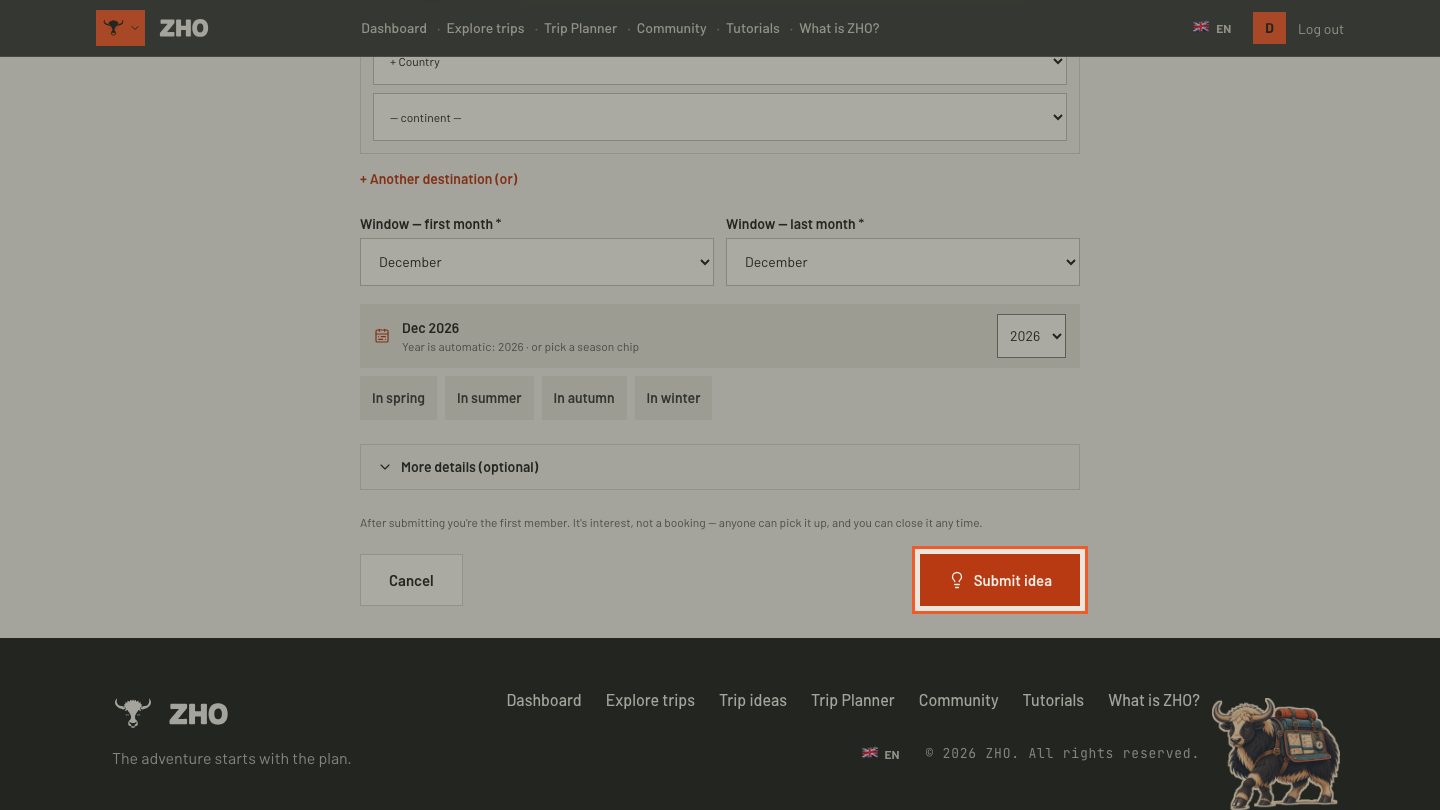 ZHO
Dashboard · Explore trips · Trip Planner · Community · Tutorials · What is ZHO?
EN
D
Log out
+ Country
— continent —
+ Another destination (or)
Window — first month *
Window — last month *
December
December
Dec 2026
Year is automatic: 2026 · or pick a season chip
2026
In spring
In summer
In autumn
In winter
More details (optional)
After submitting you're the first member. It's interest, not a booking — anyone can pick it up, and you can close it any time.
Cancel
Submit idea
ZHO
The adventure starts with the plan.
Dashboard Explore trips Trip ideas Trip Planner Community Tutorials What is ZHO?
EN
© 2026 ZHO. All rights reserved.